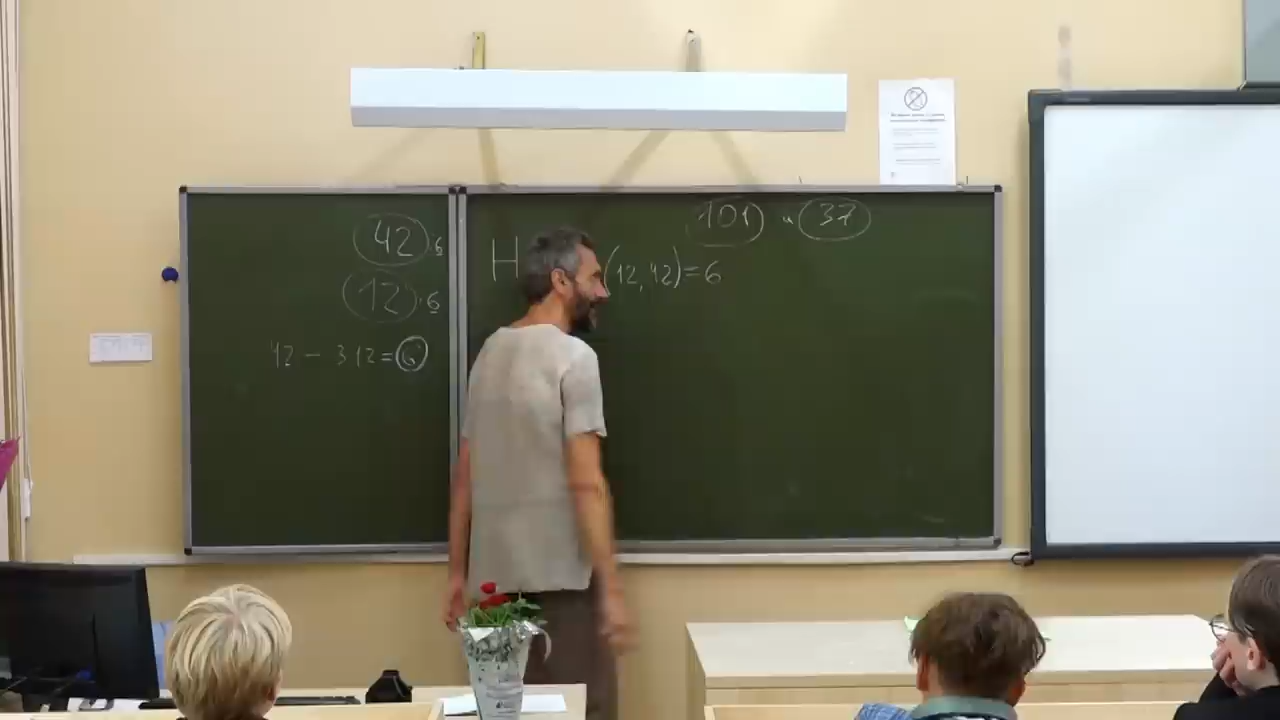 42 :6
12 :6
42 - 3 12 = 6
101 и 37
Н (12, 42) = 6